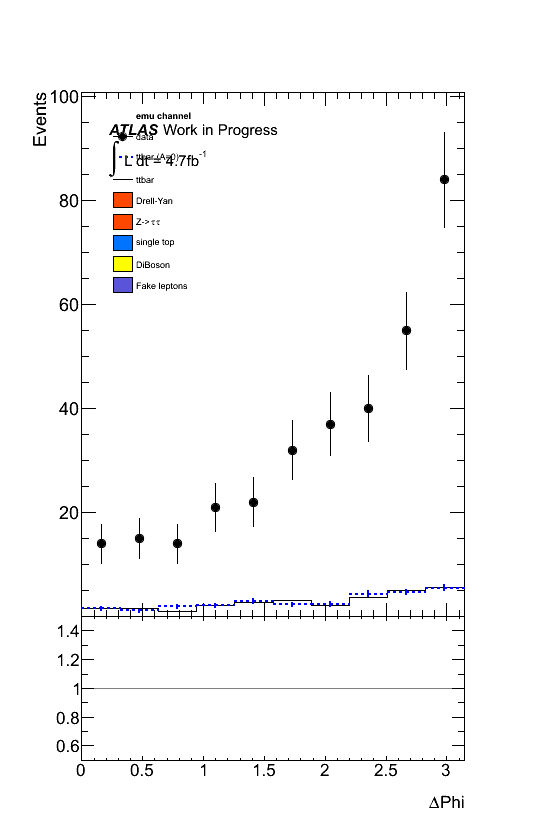 Events
100
80
60
40
20
emu channel
ATLAS Work in Progress
data
ttbar (A=0)
∫ L dt = 4.7fb⁻¹
ttbar
Drell-Yan
Z->ττ
single top
DiBoson
Fake leptons
1.4
1.2
1
0.8
0.6
0 0.5 1 1.5 2 2.5 3
ΔPhi